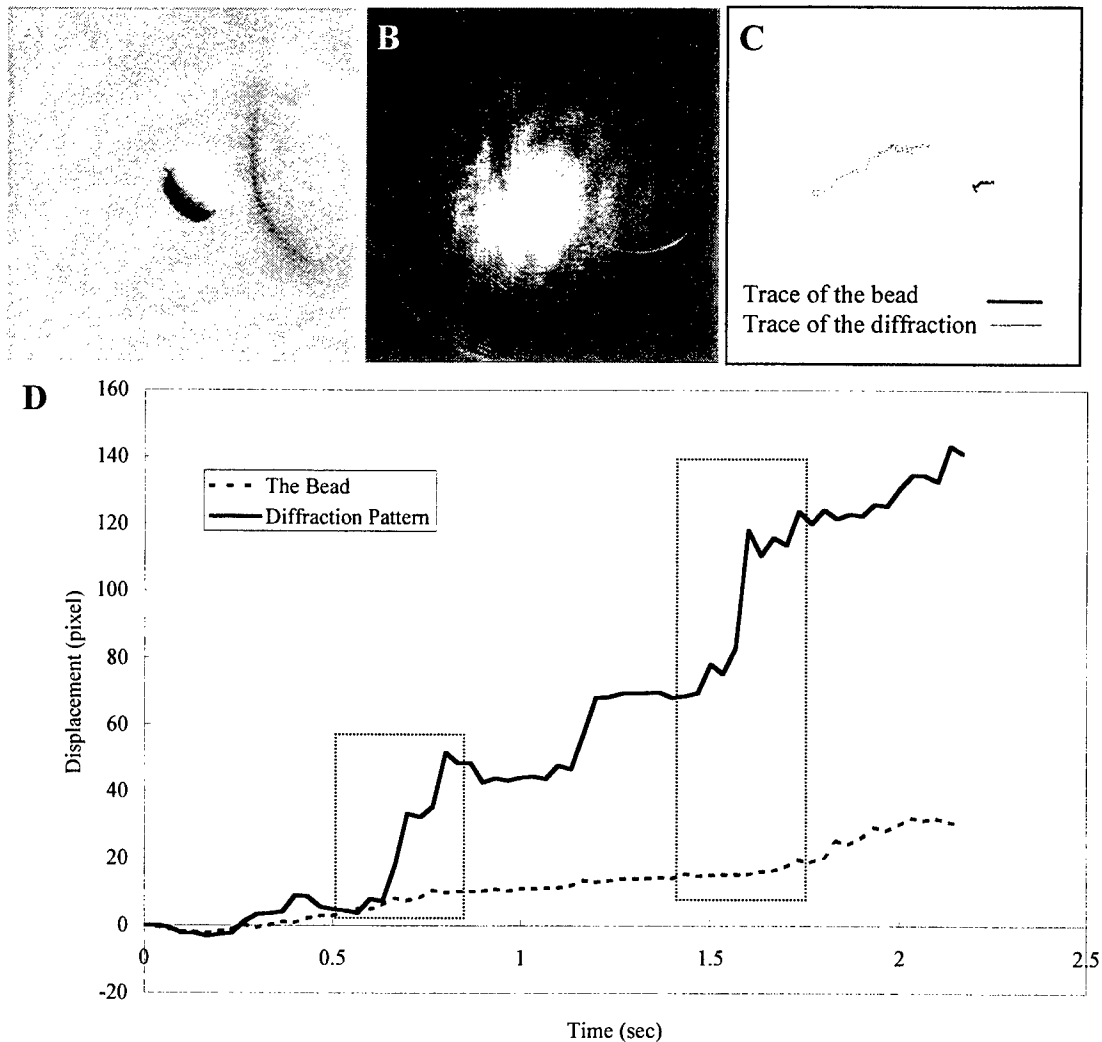 B
C
Trace of the bead
Trace of the diffraction
D
160
140
120
100
80
60
40
20
0
-20
Displacement (pixel)
The Bead
Diffraction Pattern
0
0.5
1
1.5
2
2.5
Time (sec)